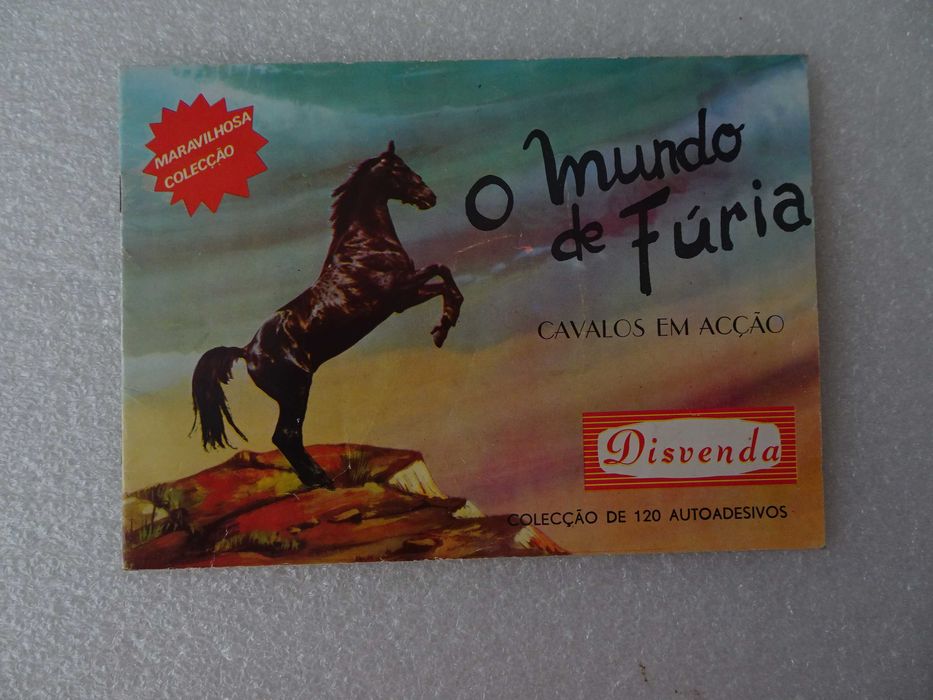 MARAVILHOSA
COLECÇÃO
O mundo
de Fúria
CAVALOS EM ACÇÃO
Disvenda
COLECÇÃO DE 120 AUTOADESIVOS